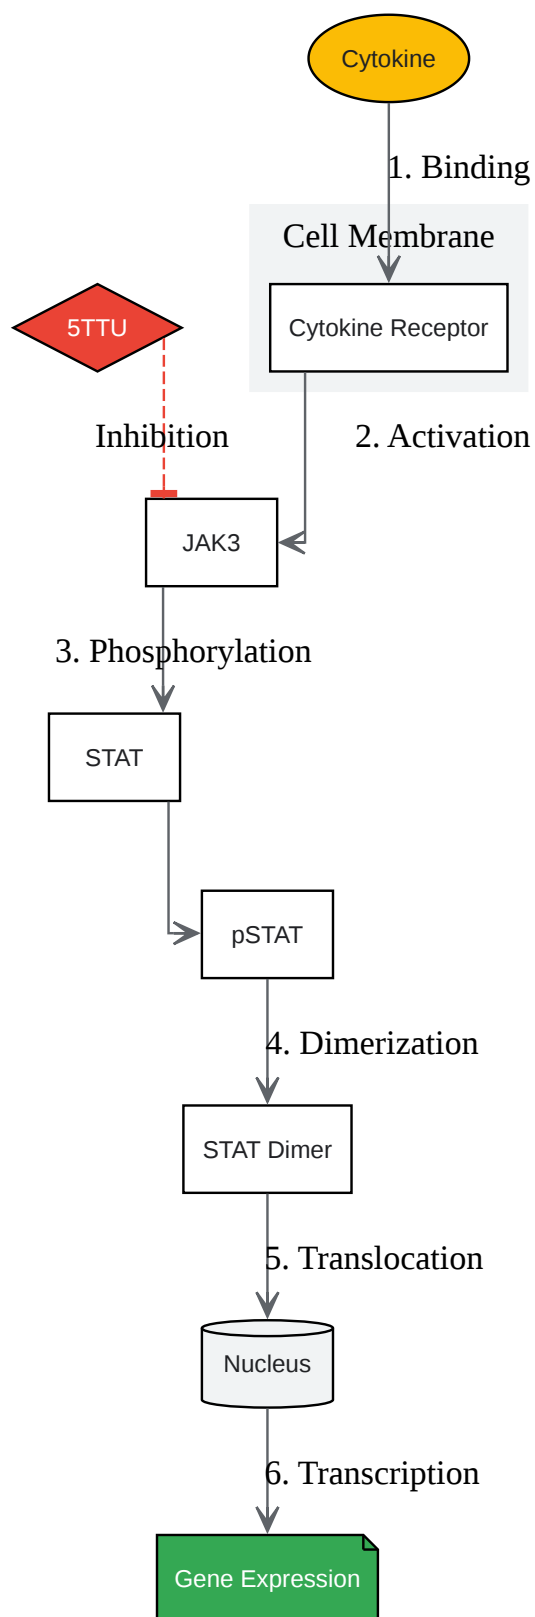 Cytokine
1. Binding
Cell Membrane
5TTU
Cytokine Receptor
Inhibition
2. Activation
JAK3
3. Phosphorylation
STAT
pSTAT
4. Dimerization
STAT Dimer
5. Translocation
Nucleus
6. Transcription
Gene Expression